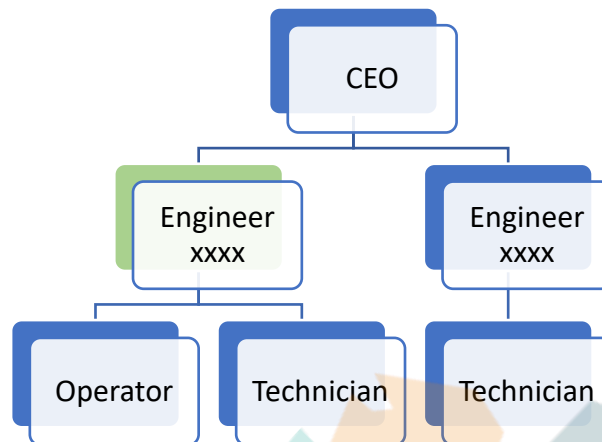 CEO
Engineer
xxxx
Engineer
xxxx
Operator
Technician
Technician